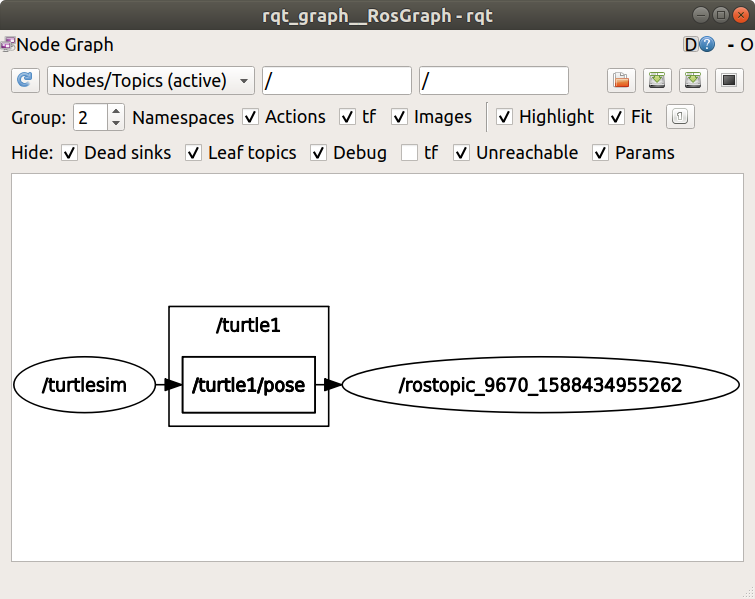 rqt_graph__RosGraph - rqt
Node Graph D ? - O
Nodes/Topics (active) / /
Group: 2 Namespaces Actions tf Images Highlight Fit
Hide: Dead sinks Leaf topics Debug tf Unreachable Params
/turtle1
/turtlesim /turtle1/pose /rostopic_9670_1588434955262